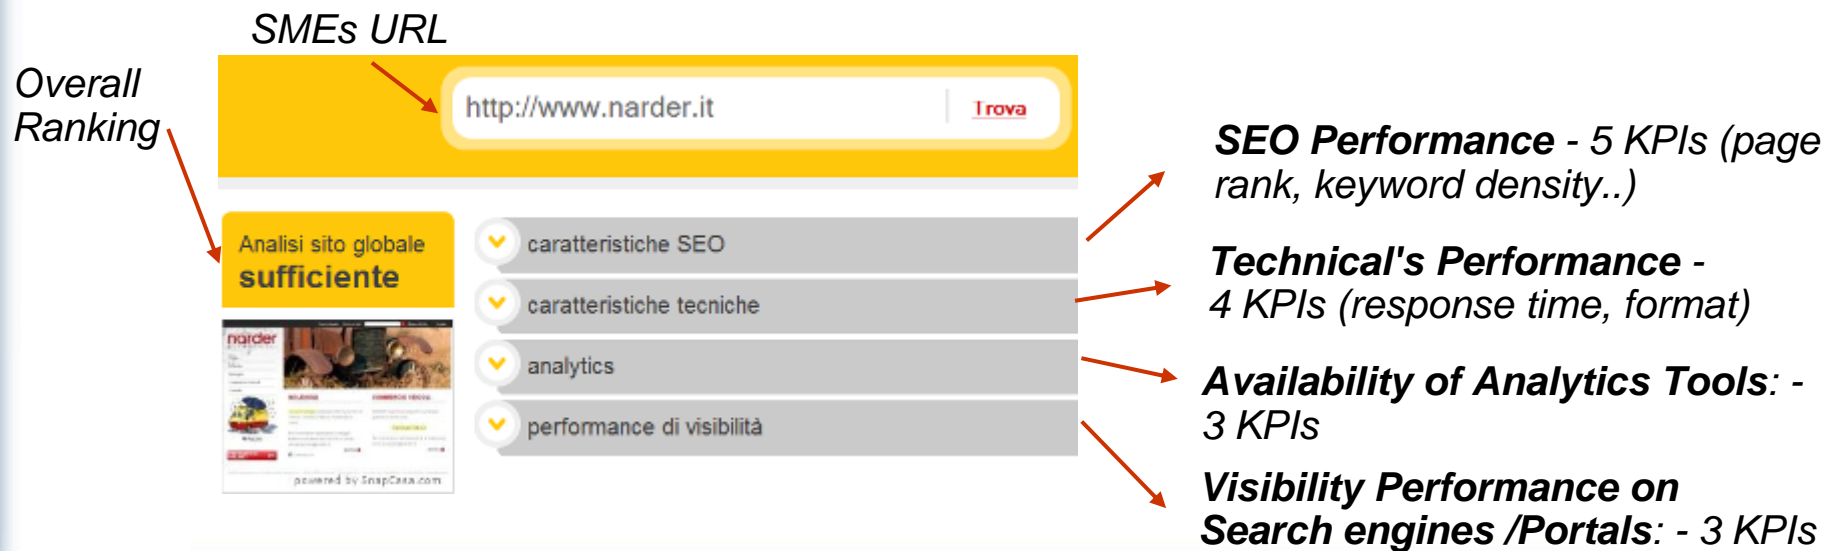 SMEs URL
Overall
Ranking
http://www.narder.it
Trova
SEO Performance - 5 KPIs (page
rank, keyword density..)
Analisi sito globale
sufficiente
caratteristiche SEO
caratteristiche tecniche
analytics
performance di visibilità
Technical's Performance -
4 KPIs (response time, format)
Availability of Analytics Tools: -
3 KPIs
Visibility Performance on
Search engines /Portals: - 3 KPIs
narder
powered by SnapCasa.com